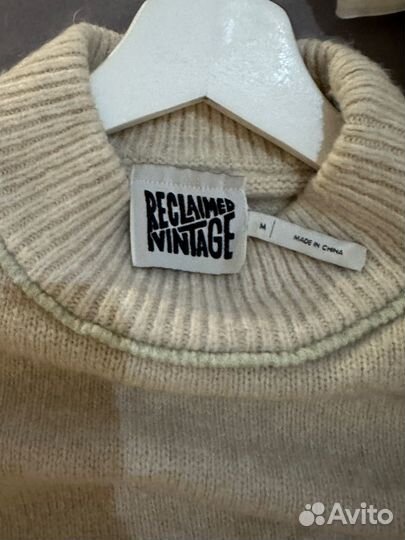 RECLAIMED
VINTAGE
M
MADE IN CHINA
Avito